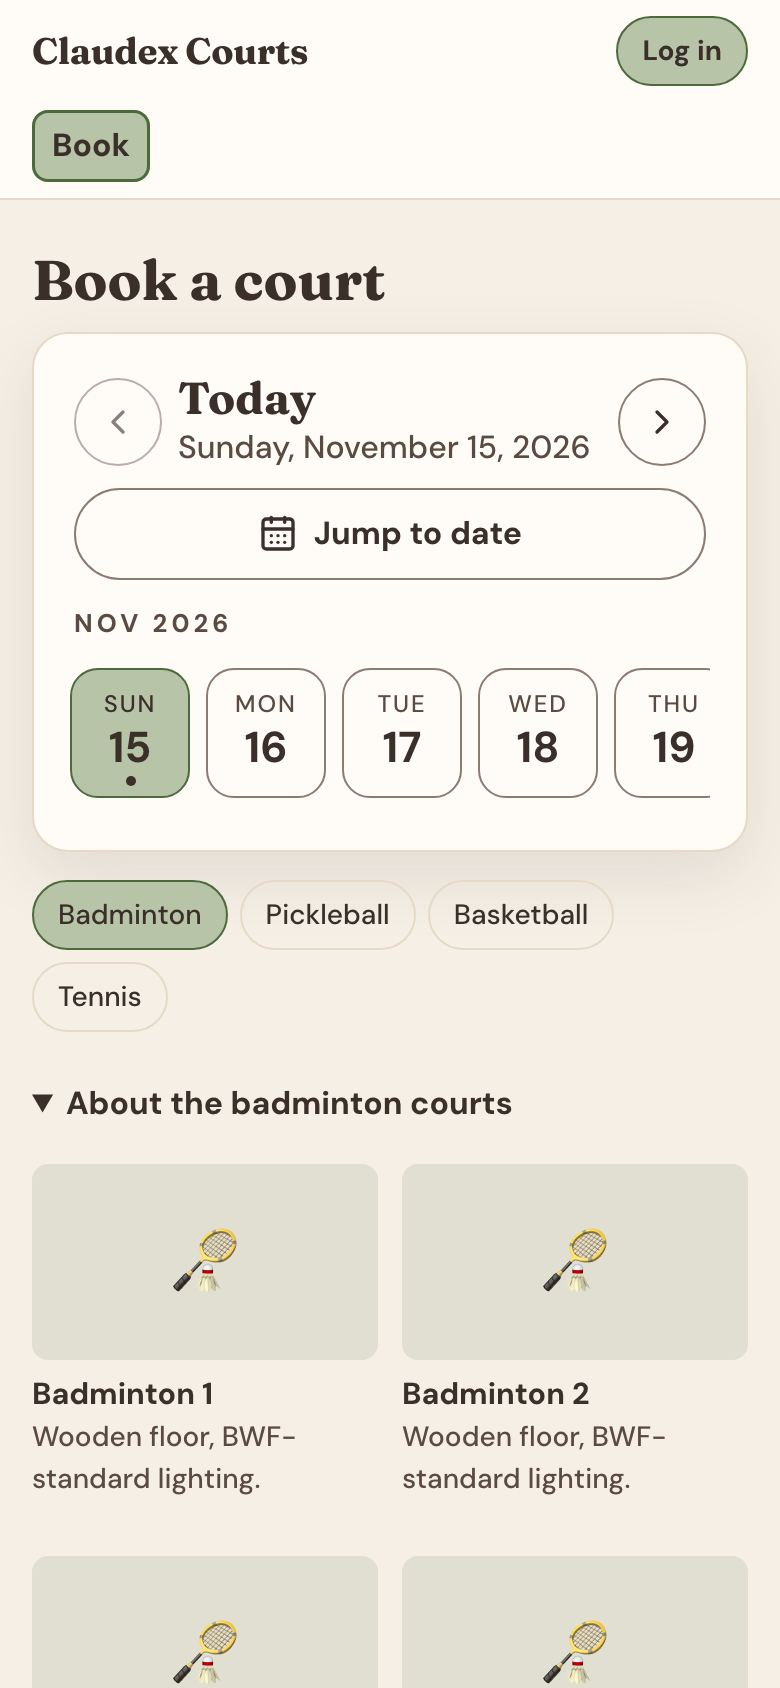 Claudex Courts
Log in
Book
Book a court
Today
Sunday, November 15, 2026
Jump to date
NOV 2026
SUN MON TUE WED THU
15 16 17 18 19
Badminton Pickleball Basketball
Tennis
About the badminton courts
Badminton 1
Wooden floor, BWF-
standard lighting.
Badminton 2
Wooden floor, BWF-
standard lighting.